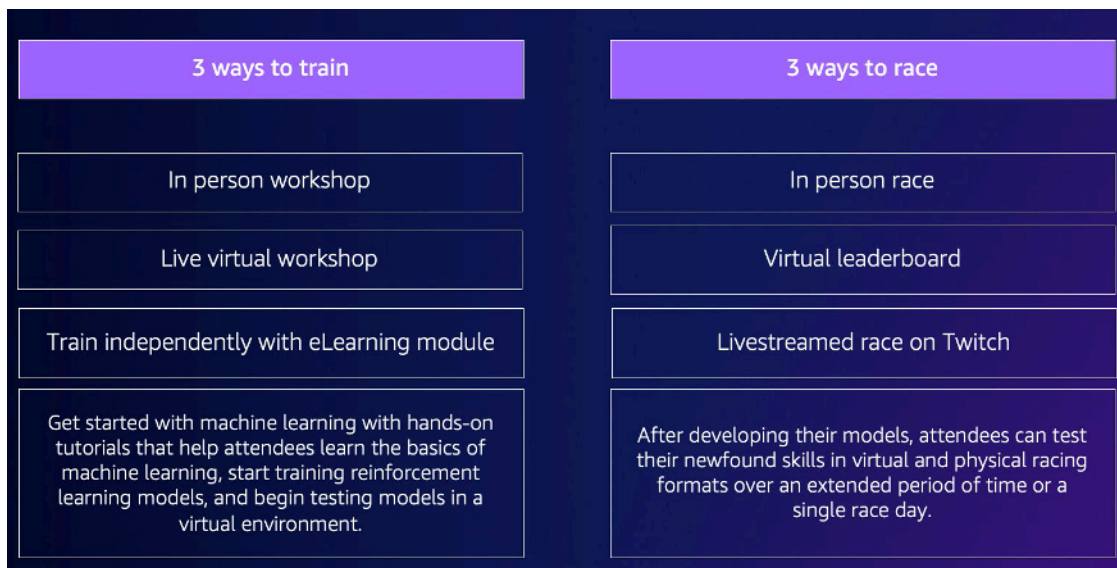 3 ways to train
In person workshop
Live virtual workshop
Train independently with eLearning module
Get started with machine learning with hands-on
tutorials that help attendees learn the basics of
machine learning, start training reinforcement
learning models, and begin testing models in a
virtual environment.
3 ways to race
In person race
Virtual leaderboard
Livestreamed race on Twitch
After developing their models, attendees can test
their newfound skills in virtual and physical racing
formats over an extended period of time or a
single race day.